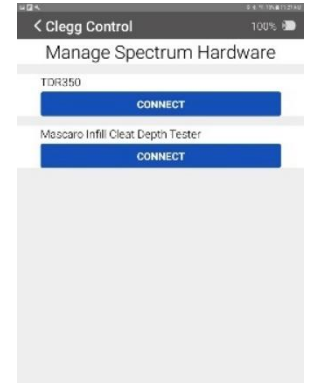 < Clegg Control 100%
Manage Spectrum Hardware
TDR350
CONNECT
Mascaro Infill Cleat Depth Tester
CONNECT